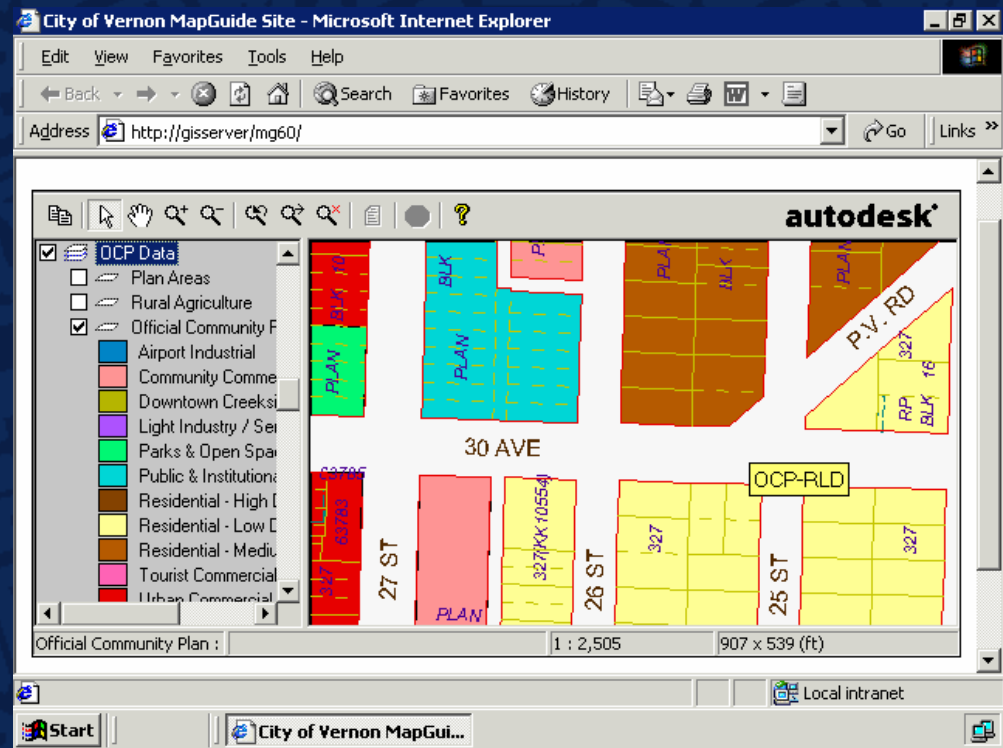 City of Vernon MapGuide Site - Microsoft Internet Explorer
Edit View Favorites Tools Help
Back Search Favorites History
Address http://gisserver/mg60/ Go Links »
autodesk
OCP Data
Plan Areas
Rural Agriculture
Official Community P
Airport Industrial
Community Comme
Downtown Creeksi
Light Industry / Ser
Parks & Open Spa
Public & Institutiona
Residential - High D
Residential - Low D
Residential - Mediu
Tourist Commercial
Urban Commercial
BLK 10
PLAN
BLK
PLAN
P.
PLAN
BLK
PLAN
P.V. RD
327
16
RP
BLK
30 AVE
OCP-RLD
63785
63783
327
27 ST
PLAN
327(KK10554)
26 ST
327
25 ST
327
Official Community Plan : 1 : 2,505 907 x 539 (ft)
Local intranet
Start City of Vernon MapGui...